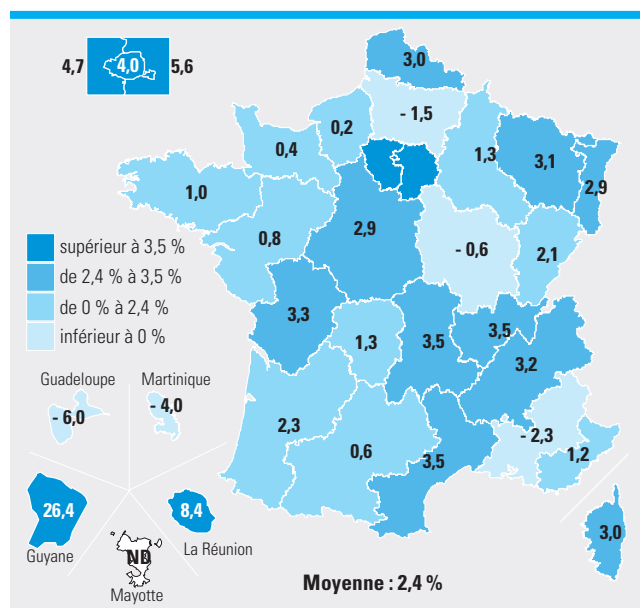 4,7 4,0 5,6
3,0
- 1,5
0,2
0,4
1,3
3,1
2,9
1,0
0,8
2,9
- 0,6
2,1
supérieur à 3,5 %
de 2,4 % à 3,5 %
de 0 % à 2,4 %
inférieur à 0 %
3,3
1,3
3,5
3,5
3,2
Guadeloupe
Martinique
- 6,0
- 4,0
2,3
0,6
3,5
- 2,3
1,2
26,4
Guyane
8,4
La Réunion
ND
Mayotte
3,0
Moyenne : 2,4 %